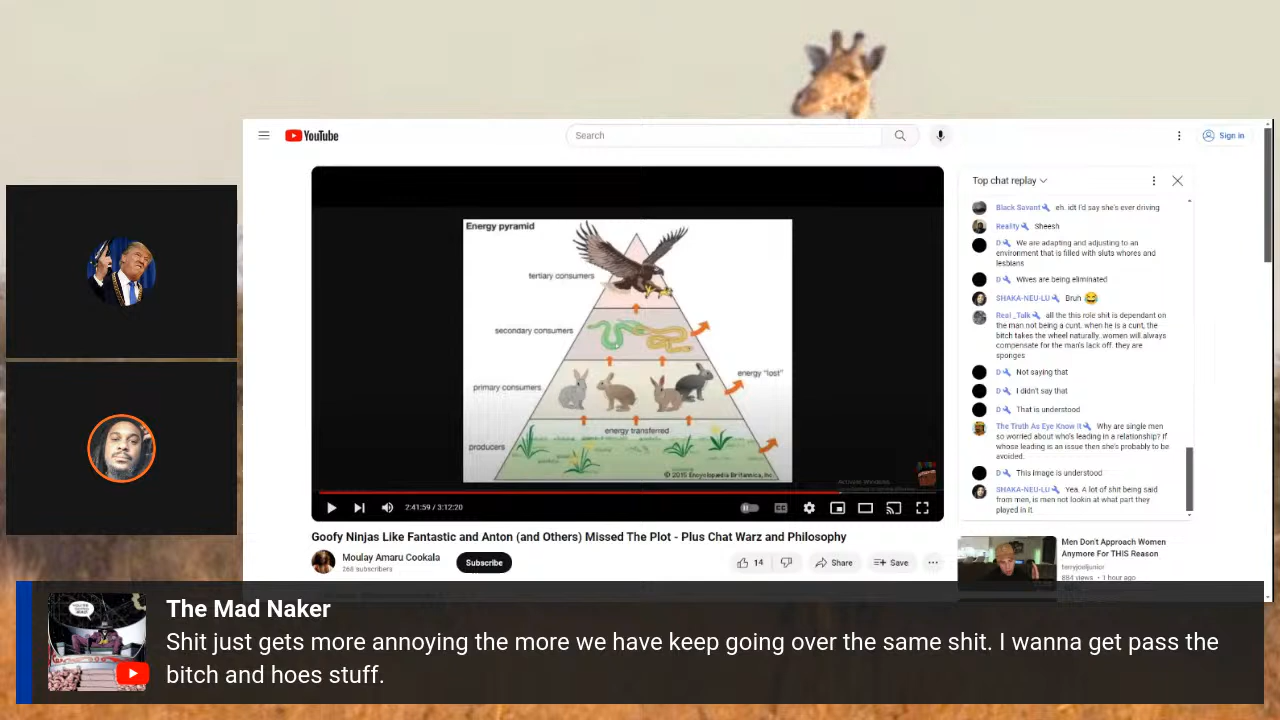 YouTube
Search
Sign in
Energy pyramid
tertiary consumers
secondary consumers
primary consumers
energy "lost"
energy transferred
producers
© 2015 Encyclopædia Britannica, Inc.
Activate Windows
2:41:59 / 3:12:20
Goofy Ninjas Like Fantastic and Anton (and Others) Missed The Plot - Plus Chat Warz and Philosophy
Moulay Amaru Cookala
268 subscribers
Subscribe
14
Share
Save
Top chat replay
Black Savant eh. idt I'd say she's ever driving
Reality Sheesh
D We are adapting and adjusting to an
environment that is filled with sluts whores and
lesbians
D Wives are being eliminated
SHAKA-NEU-LU Bruh 😂
Real _Talk all the this role shit is dependant on
the man not being a cunt. when he is a cunt, the
bitch takes the wheel naturally..women will always
compensate for the man's lack off. they are
sponges
D Not saying that
D I didn't say that
D That is understood
The Truth As Eye Know It Why are single men
so worried about who's leading in a relationship? If
whose leading is an issue then she's probably to be
avoided.
D This image is understood
SHAKA-NEU-LU Yea. A lot of shit being said
from men, is men not lookin at what part they
played in it.
Men Don't Approach Women
Anymore For THIS Reason
terryjosiijunior
884 views • 1 hour ago
The Mad Naker
Shit just gets more annoying the more we have keep going over the same shit. I wanna get pass the
bitch and hoes stuff.